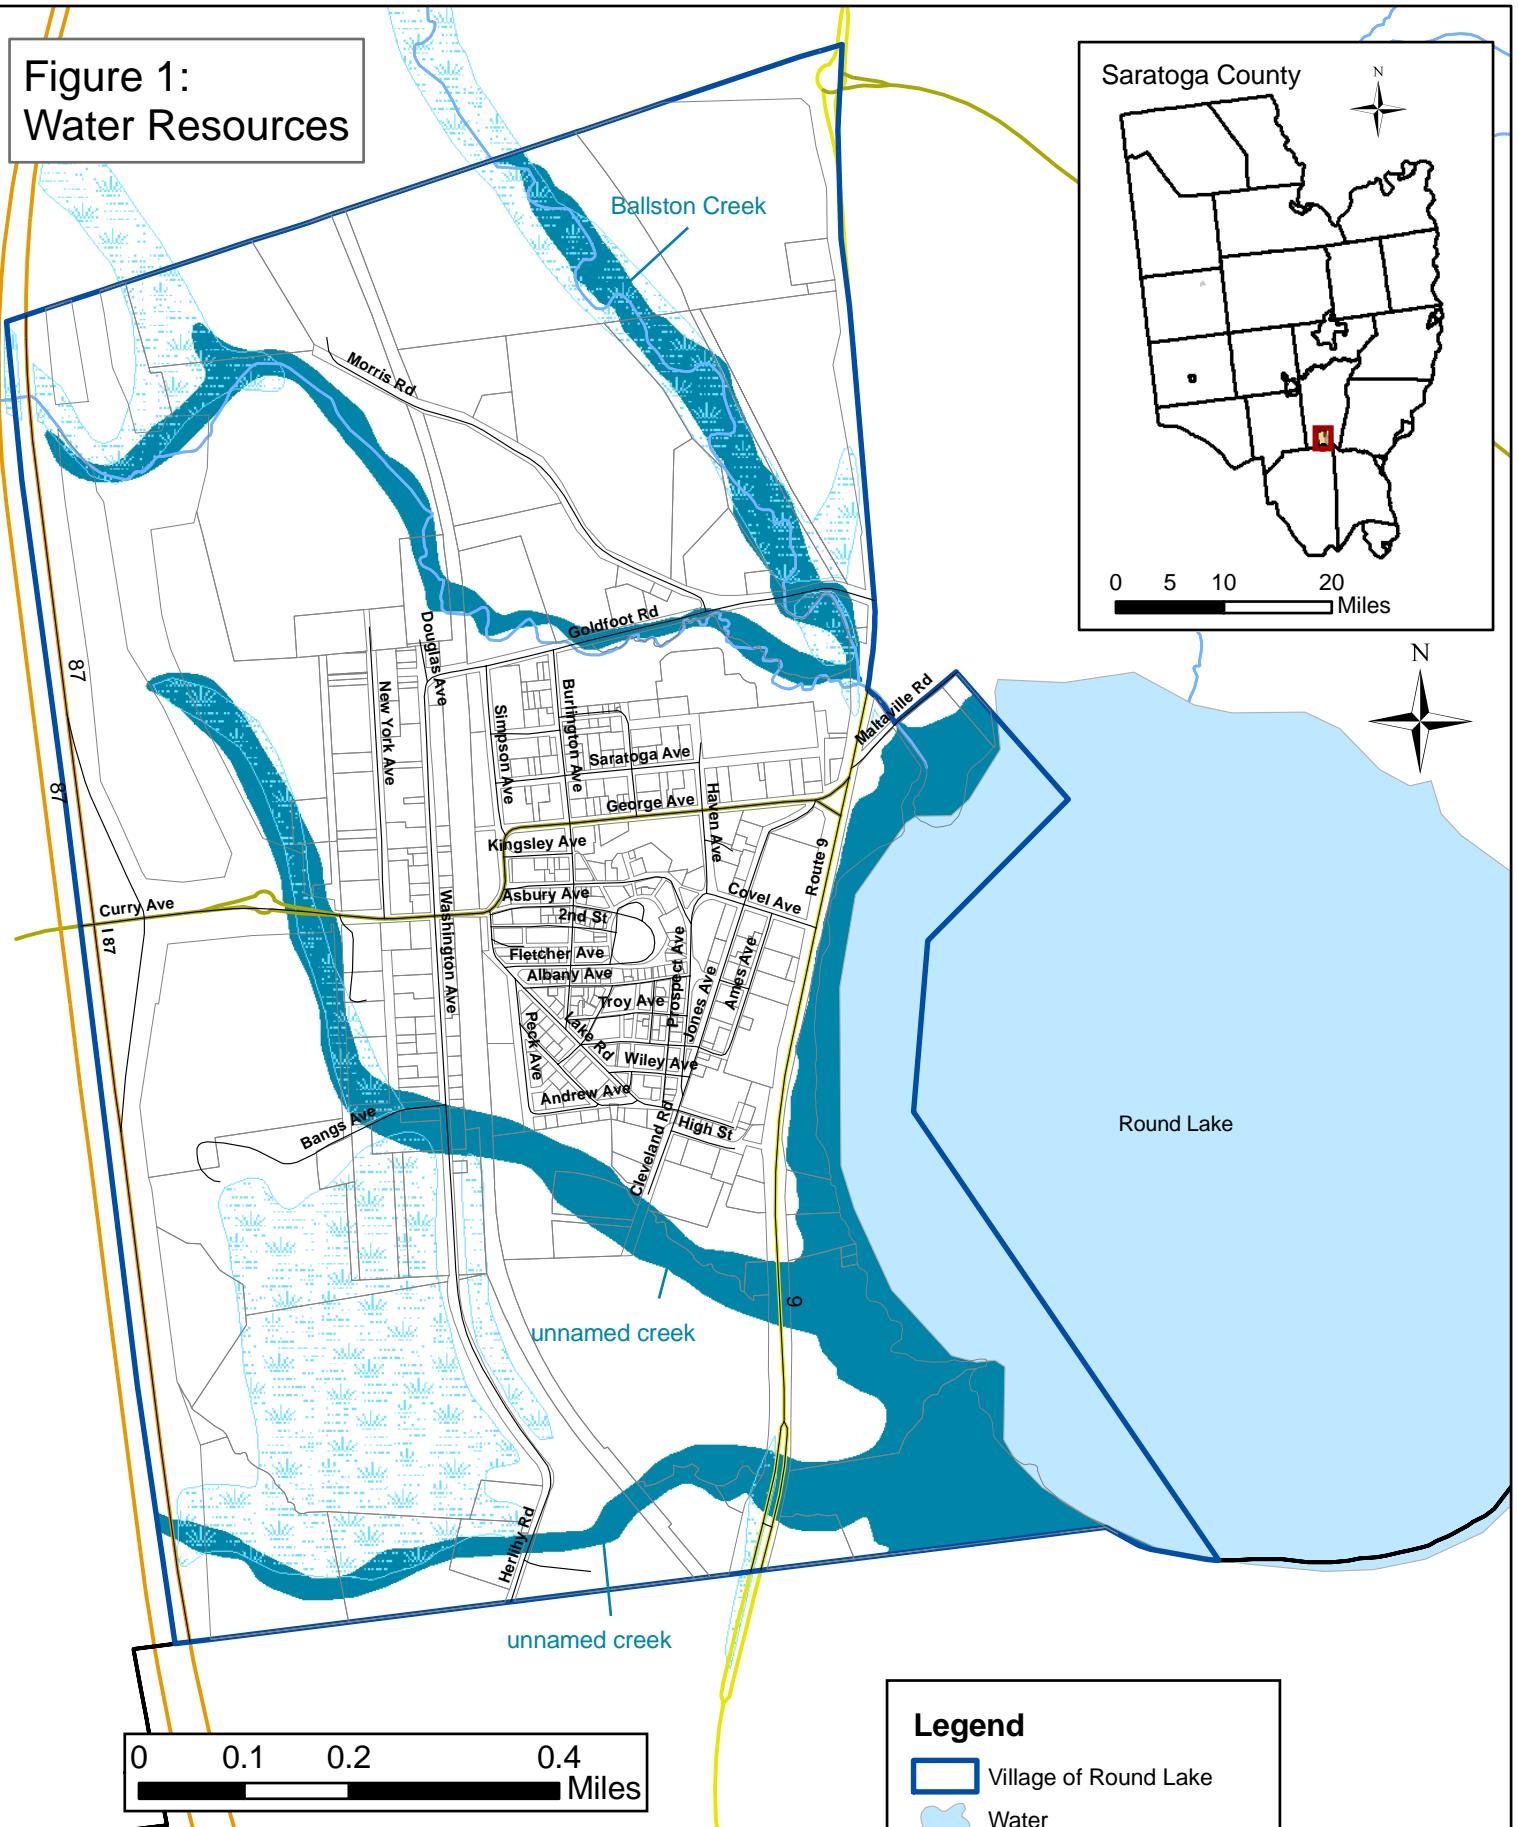 Figure 1:
Water Resources
Saratoga County
N
0 5 10 20
Miles
N
Ballston Creek
Morris Rd
Goldfoot Rd
Douglas Ave
New York Ave
Simpson Ave
Burlington Ave
Maltaville Rd
Saratoga Ave
George Ave
Haven Ave
Kingsley Ave
Route 9
87
87
Curry Ave
I 87
Asbury Ave
2nd St
Covel Ave
Washington Ave
Fletcher Ave
Albany Ave
Prospect Ave
Ames Ave
Jones Ave
Troy Ave
Peck Ave
Lake Rd
Wiley Ave
Andrew Ave
Bangs Ave
High St
Cleveland Rd
Round Lake
9
unnamed creek
Herlihy Rd
unnamed creek
0 0.1 0.2 0.4
Miles
Legend
Village of Round Lake
Water